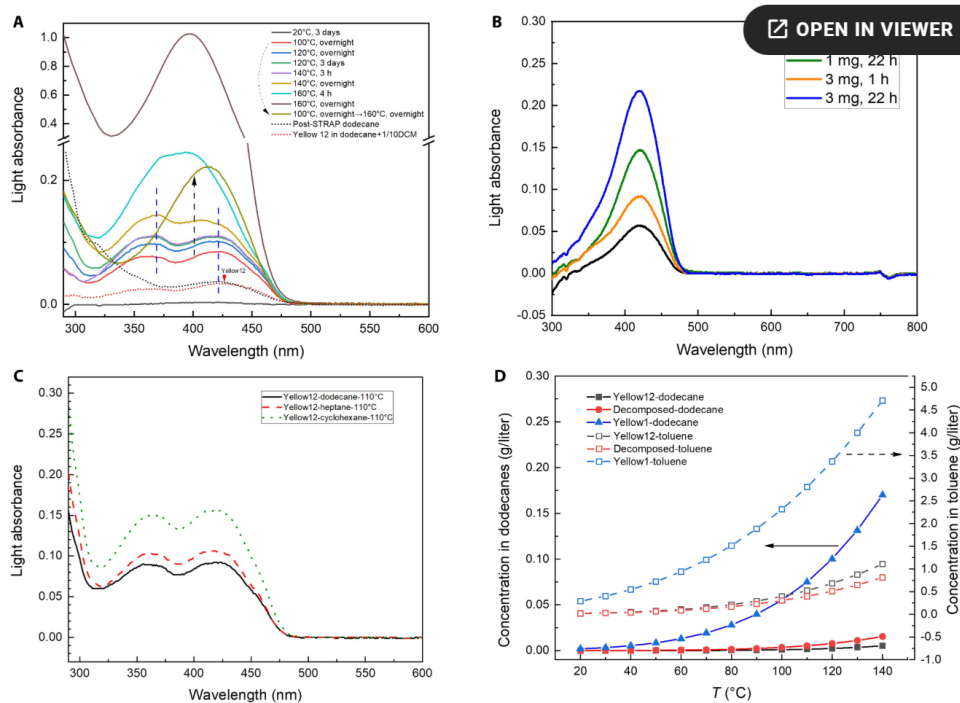 A
Light absorbance
1.0
0.8
0.6
0.4
0.2
0.0
20°C, 3 days
100°C, overnight
120°C, overnight
120°C, 3 days
140°C, 3 h
140°C, overnight
160°C, 4 h
160°C, overnight
100°C, overnight→160°C, overnight
Post-STRAP dodecane
Yellow 12 in dodecane+1/10DCM
Yellow12
300 350 400 450 500 550 600
Wavelength (nm)
B
OPEN IN VIEWER
Light absorbance
0.30
0.25
0.20
0.15
0.10
0.05
0.00
-0.05
1 mg, 22 h
3 mg, 1 h
3 mg, 22 h
300 400 500 600 700 800
Wavelength (nm)
C
Light absorbance
0.30
0.25
0.20
0.15
0.10
0.05
0.00
Yellow12-dodecane-110°C
Yellow12-heptane-110°C
Yellow12-cyclohexane-110°C
300 350 400 450 500 550 600
Wavelength (nm)
D
Concentration in dodecanes (g/liter)
0.30
0.25
0.20
0.15
0.10
0.05
0.00
Yellow12-dodecane
Decomposed-dodecane
Yellow1-dodecane
Yellow12-toluene
Decomposed-toluene
Yellow1-toluene
5.0
4.5
4.0
3.5
3.0
2.5
2.0
1.5
1.0
0.5
0.0
-0.5
-1.0
Concentration in toluene (g/liter)
20 40 60 80 100 120 140
T (°C)